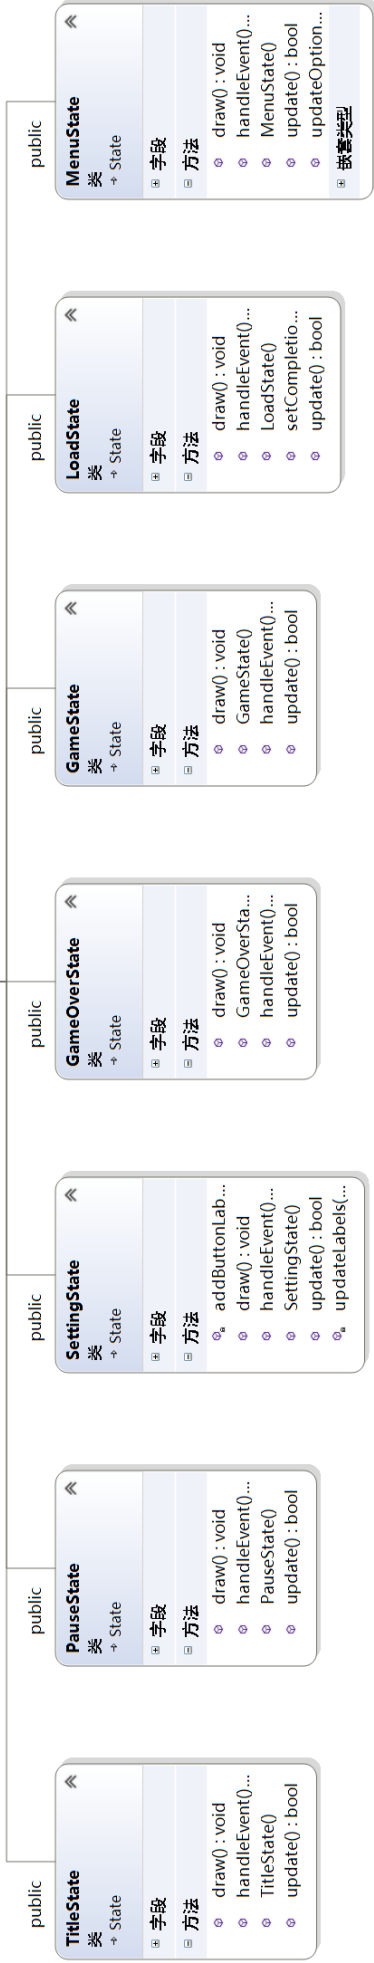 public
TitleState
类
→ State
字段
方法
draw() : void
handleEvent()...
TitleState()
update() : bool
public
PauseState
类
→ State
字段
方法
draw() : void
handleEvent()...
PauseState()
update() : bool
public
SettingState
类
→ State
字段
方法
addButtonLab...
draw() : void
handleEvent()...
SettingState()
update() : bool
updateLabels(...
public
GameOverState
类
→ State
字段
方法
draw() : void
GameOverSta...
handleEvent()...
update() : bool
public
GameState
类
→ State
字段
方法
draw() : void
GameState()
handleEvent()...
update() : bool
public
LoadState
类
→ State
字段
方法
draw() : void
handleEvent()...
LoadState()
setCompletio...
update() : bool
public
MenuState
类
→ State
字段
方法
draw() : void
handleEvent()...
MenuState()
update() : bool
updateOption...
嵌套类型